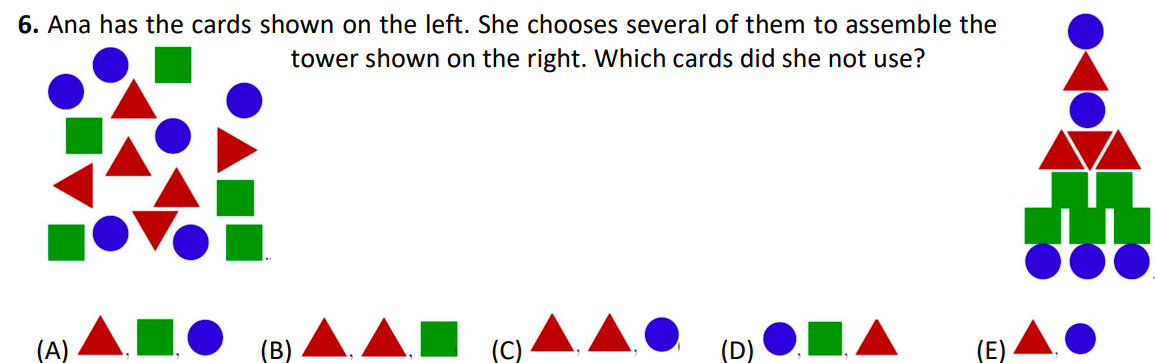 6. Ana has the cards shown on the left. She chooses several of them to assemble the
tower shown on the right. Which cards did she not use?
(A) , , (B) , , (C) , , (D) , , (E) ,